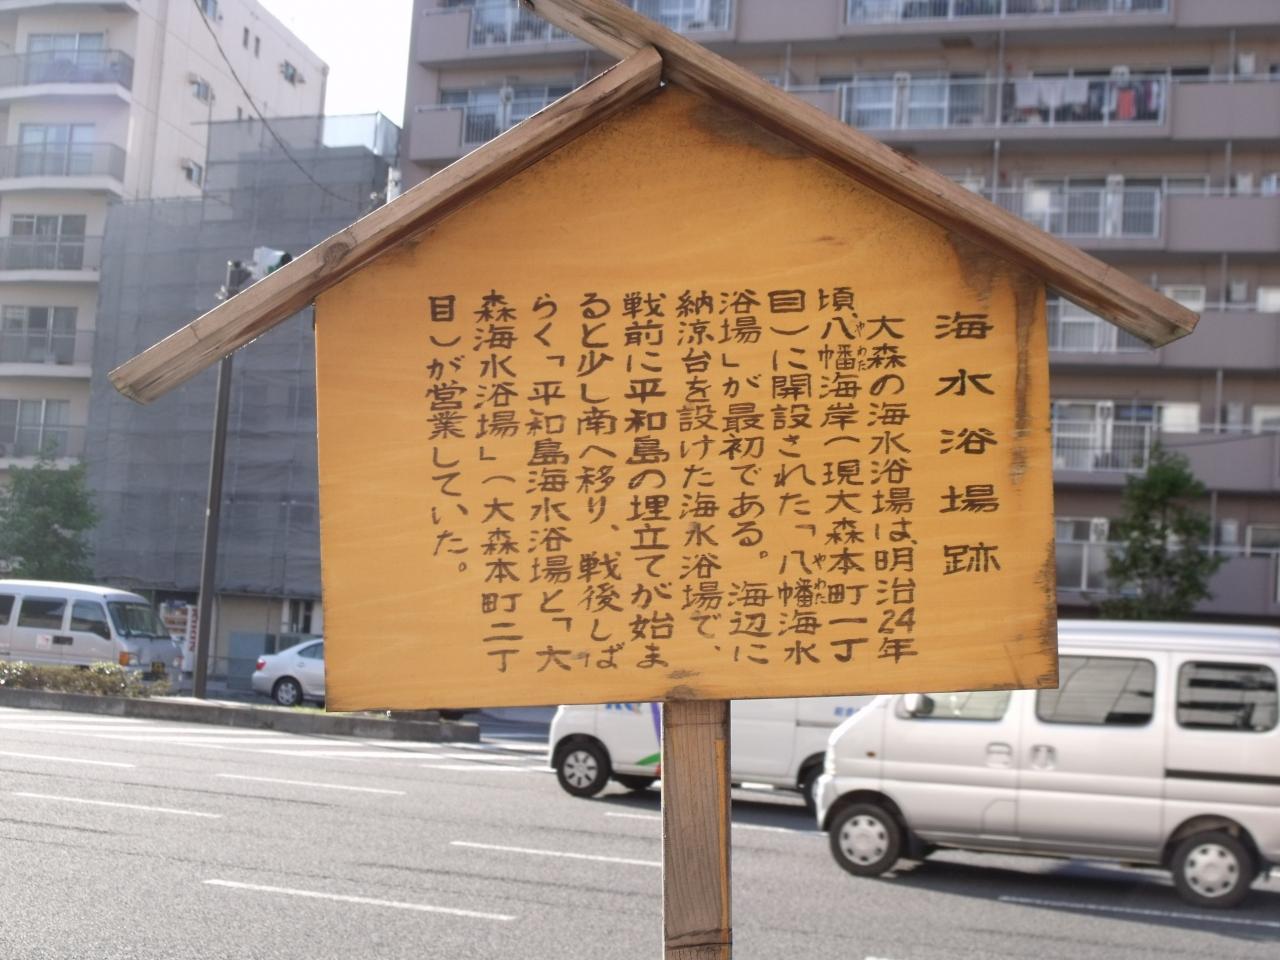 海水浴場跡
大森の海水浴場は、明治24年
頃、八幡海岸(現大森本町一丁
やわた
目)に開設された「八幡海水
やわた
浴場」が最初である。海辺に
納涼台を設けた海水浴場で、
戦前に平和島の埋立てが始ま
ると少し南へ移り、戦後しば
らく「平和島海水浴場と「大
森海水浴場」(大森本町二丁
目)が営業していた。